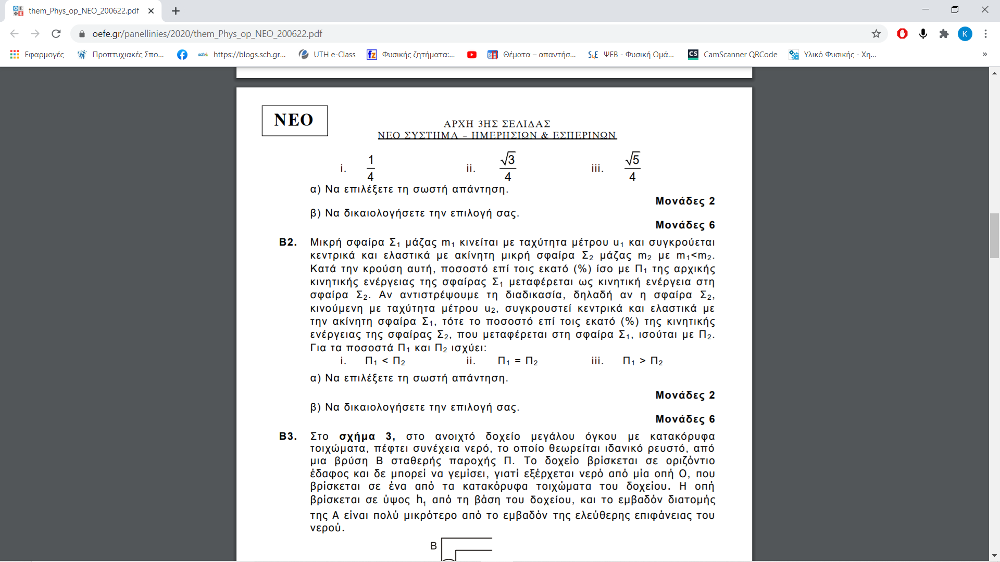 them_Phys_op_NEO_200622.pdf
oefe.gr/panellinies/2020/them_Phys_op_NEO_200622.pdf
K
Εφαρμογές
Προπτυχιακές Σπο...
sch
https://blogs.sch.gr...
UTH e-Class
fz
Φυσικής ζητήματα:...
Θέματα – απαντήσ...
ΨΕΒ - Φυσική Ομά...
CS
CamScanner QRCode
Υλικό Φυσικής - Χη...
»
ΝΕΟ
ΑΡΧΗ 3ΗΣ ΣΕΛΙΔΑΣ
ΝΕΟ ΣΥΣΤΗΜΑ – ΗΜΕΡΗΣΙΩΝ & ΕΣΠΕΡΙΝΩΝ
i. 1/4 ii. √3/4 iii. √5/4
α) Να επιλέξετε τη σωστή απάντηση.
Μονάδες 2
β) Να δικαιολογήσετε την επιλογή σας.
Μονάδες 6
Β2. Μικρή σφαίρα Σ₁ μάζας m₁ κινείται με ταχύτητα μέτρου u₁ και συγκρούεται
κεντρικά και ελαστικά με ακίνητη μικρή σφαίρα Σ₂ μάζας m₂ με m₁<m₂.
Κατά την κρούση αυτή, ποσοστό επί τοις εκατό (%) ίσο με Π₁ της αρχικής
κινητικής ενέργειας της σφαίρας Σ₁ μεταφέρεται ως κινητική ενέργεια στη
σφαίρα Σ₂. Αν αντιστρέψουμε τη διαδικασία, δηλαδή αν η σφαίρα Σ₂,
κινούμενη με ταχύτητα μέτρου u₂, συγκρουστεί κεντρικά και ελαστικά με
την ακίνητη σφαίρα Σ₁, τότε το ποσοστό επί τοις εκατό (%) της κινητικής
ενέργειας της σφαίρας Σ₂, που μεταφέρεται στη σφαίρα Σ₁, ισούται με Π₂.
Για τα ποσοστά Π₁ και Π₂ ισχύει:
i. Π₁ < Π₂ ii. Π₁ = Π₂ iii. Π₁ > Π₂
α) Να επιλέξετε τη σωστή απάντηση.
Μονάδες 2
β) Να δικαιολογήσετε την επιλογή σας.
Μονάδες 6
Β3. Στο σχήμα 3, στο ανοιχτό δοχείο μεγάλου όγκου με κατακόρυφα
τοιχώματα, πέφτει συνέχεια νερό, το οποίο θεωρείται ιδανικό ρευστό, από
μια βρύση Β σταθερής παροχής Π. Το δοχείο βρίσκεται σε οριζόντιο
έδαφος και δε μπορεί να γεμίσει, γιατί εξέρχεται νερό από μία οπή Ο, που
βρίσκεται σε ένα από τα κατακόρυφα τοιχώματα του δοχείου. Η οπή
βρίσκεται σε ύψος h₁ από τη βάση του δοχείου, και το εμβαδόν διατομής
της Α είναι πολύ μικρότερο από το εμβαδόν της ελεύθερης επιφάνειας του
νερού.
Β